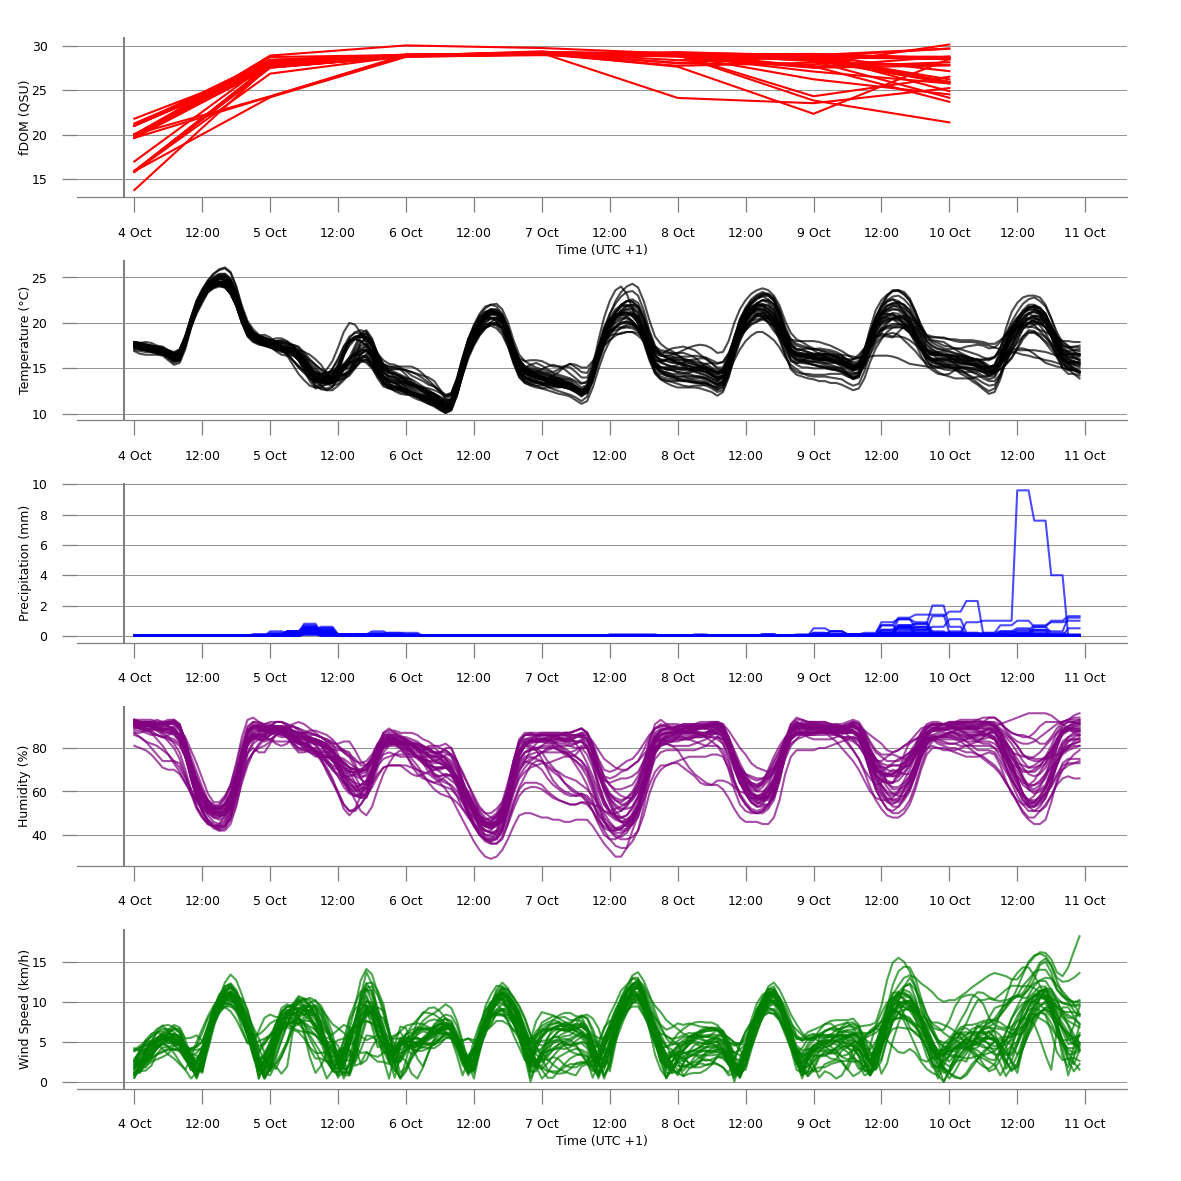 fDOM (QSU)
30
25
20
15
4 Oct 12:00 5 Oct 12:00 6 Oct 12:00 7 Oct 12:00 8 Oct 12:00 9 Oct 12:00 10 Oct 12:00 11 Oct
Time (UTC +1)
Temperature (°C)
25
20
15
10
4 Oct 12:00 5 Oct 12:00 6 Oct 12:00 7 Oct 12:00 8 Oct 12:00 9 Oct 12:00 10 Oct 12:00 11 Oct
Precipitation (mm)
10
8
6
4
2
0
4 Oct 12:00 5 Oct 12:00 6 Oct 12:00 7 Oct 12:00 8 Oct 12:00 9 Oct 12:00 10 Oct 12:00 11 Oct
Humidity (%)
80
60
40
4 Oct 12:00 5 Oct 12:00 6 Oct 12:00 7 Oct 12:00 8 Oct 12:00 9 Oct 12:00 10 Oct 12:00 11 Oct
Wind Speed (km/h)
15
10
5
0
4 Oct 12:00 5 Oct 12:00 6 Oct 12:00 7 Oct 12:00 8 Oct 12:00 9 Oct 12:00 10 Oct 12:00 11 Oct
Time (UTC +1)